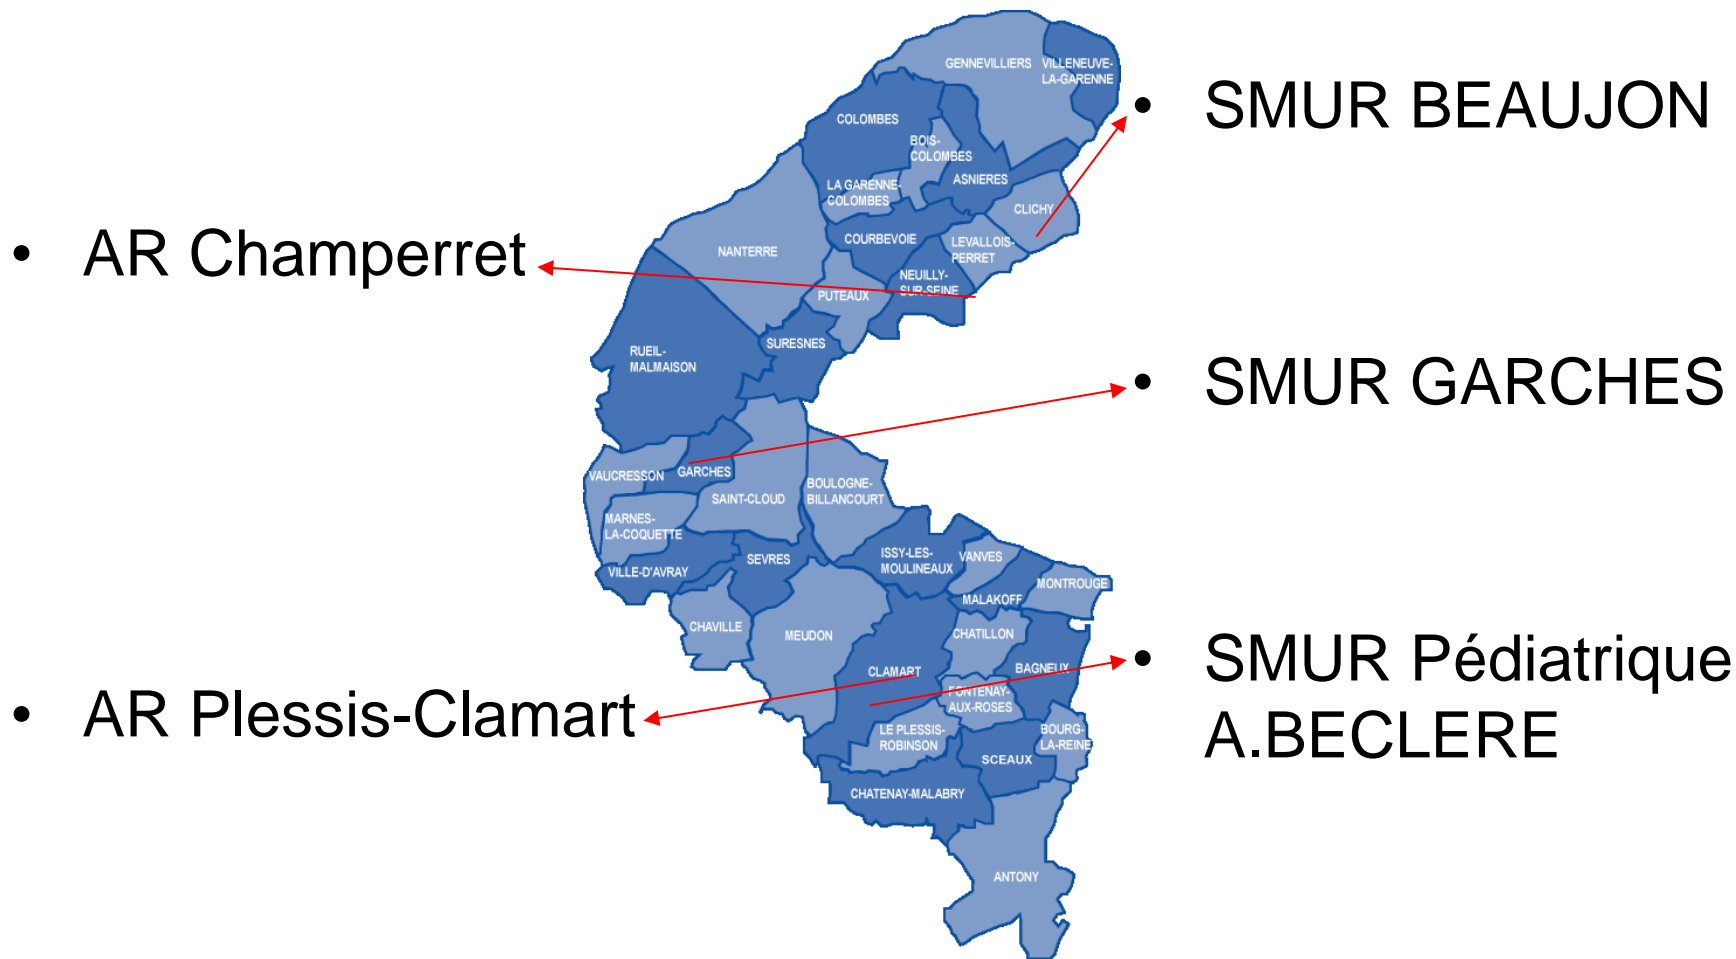 GENNEVILLIERS
VILLENEUVE-
LA-GARENNE
• SMUR BEAUJON
COLOMBES
BOIS-
COLOMBES
ASNIERES
LA GARENNE-
COLOMBES
CLICHY
• AR Champerret
NANTERRE
COURBEVOIE
LEVALLOIS-
PERRET
NEUILLY-
SUR-SEINE
PUTEAUX
SURESNES
RUEIL-
MALMAISON
• SMUR GARCHES
VAUCRESSON
GARCHES
SAINT-CLOUD
BOULOGNE-
BILLANCOURT
MARNES-
LA-COQUETTE
SEVRES
VILLE-D'AVRAY
ISSY-LES-
MOULINEAUX
VANVES
MALAKOFF
MONTROUGE
CHAVILLE
MEUDON
CHATILLON
CLAMART
BAGNEUX
• SMUR Pédiatrique
A.BECLERE
• AR Plessis-Clamart
FONTENAY-
AUX-ROSES
LE PLESSIS-
ROBINSON
BOURG-
LA-REINE
SCEAUX
CHATENAY-MALABRY
ANTONY